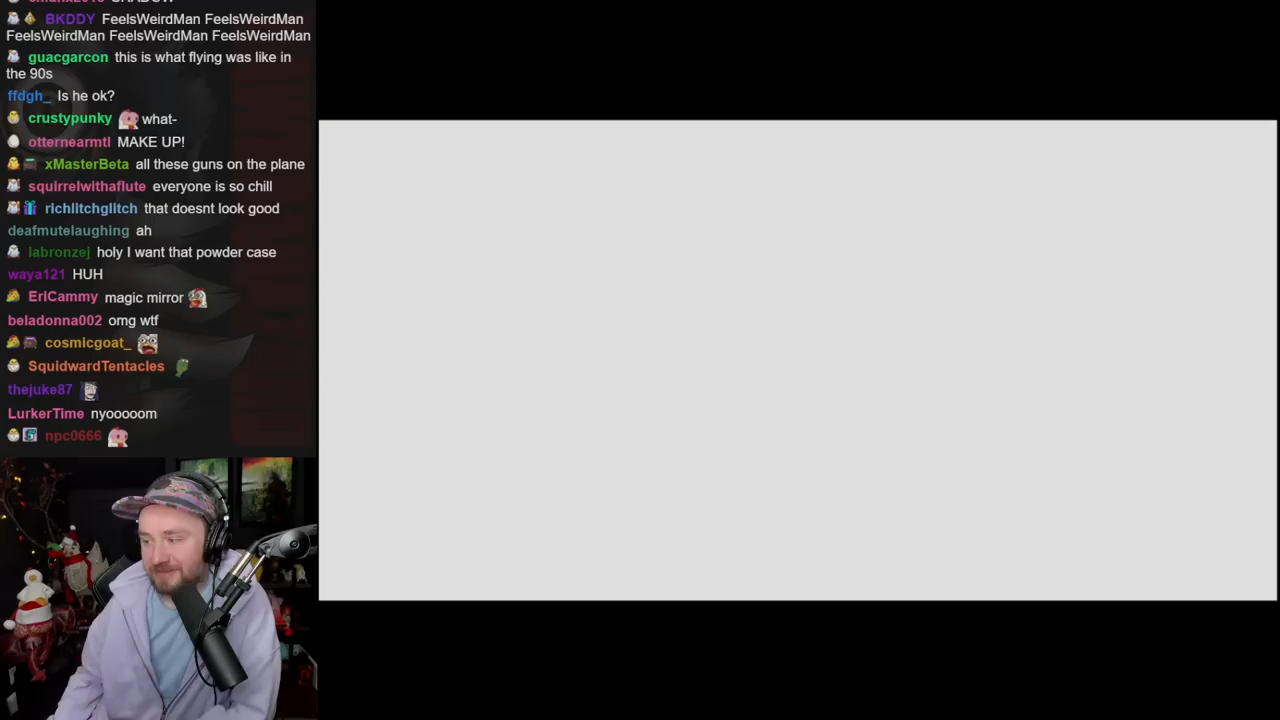 BKDDY FeelsWeirdMan FeelsWeirdMan
FeelsWeirdMan FeelsWeirdMan FeelsWeirdMan
guacgarcon this is what flying was like in
the 90s
ffdgh_ Is he ok?
crustypunky what-
otternearmtl MAKE UP!
xMasterBeta all these guns on the plane
squirrelwithaflute everyone is so chill
richlitchglitch that doesnt look good
deafmutelaughing ah
labronzej holy I want that powder case
waya121 HUH
EriCammy magic mirror
beladonna002 omg wtf
cosmicgoat_
SquidwardTentacles
thejuke87
LurkerTime nyooooom
npc0666